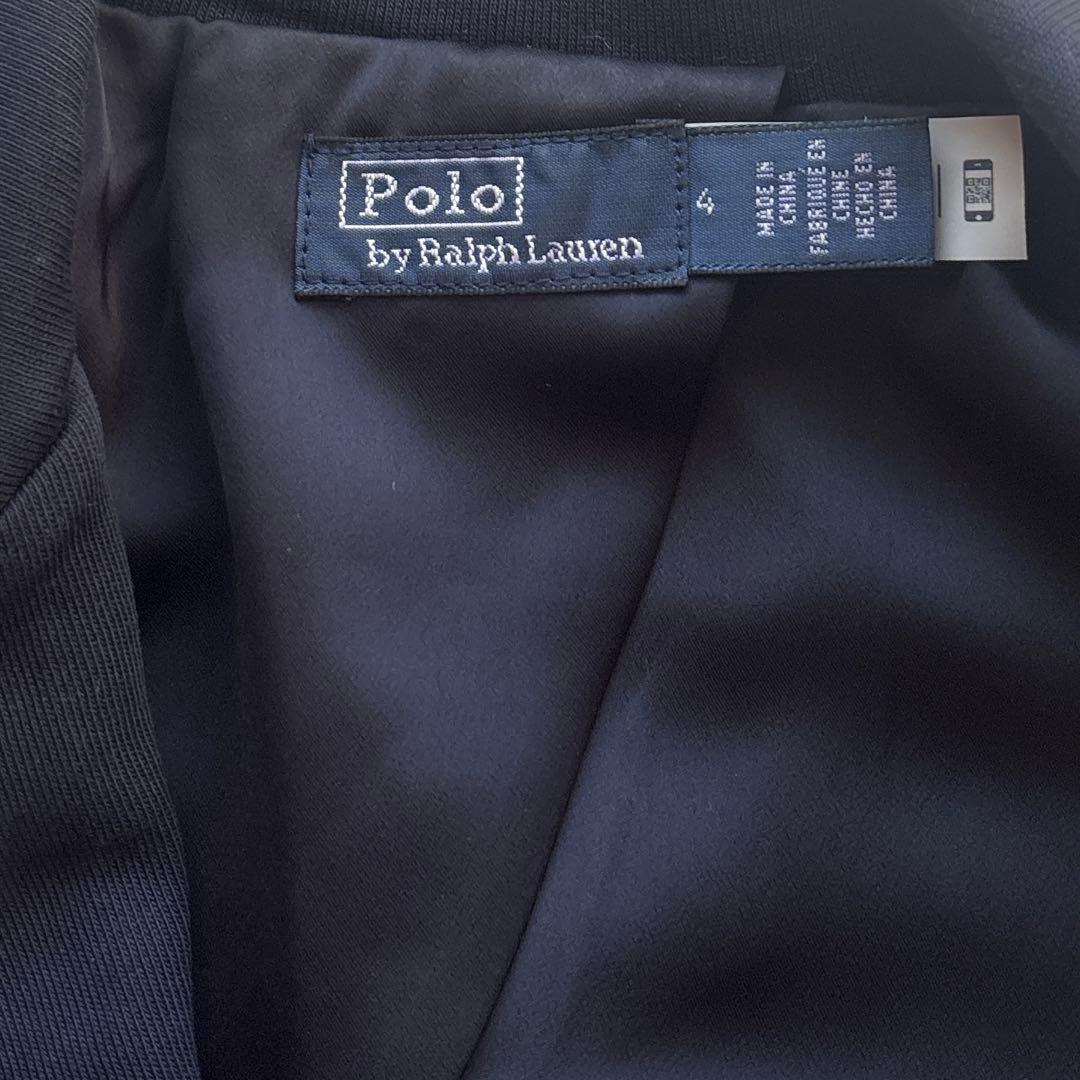 Polo
by Ralph Lauren
4
MADE IN
CHINA
FABRIQUÉ EN
CHINE
HECHO EN
CHINA